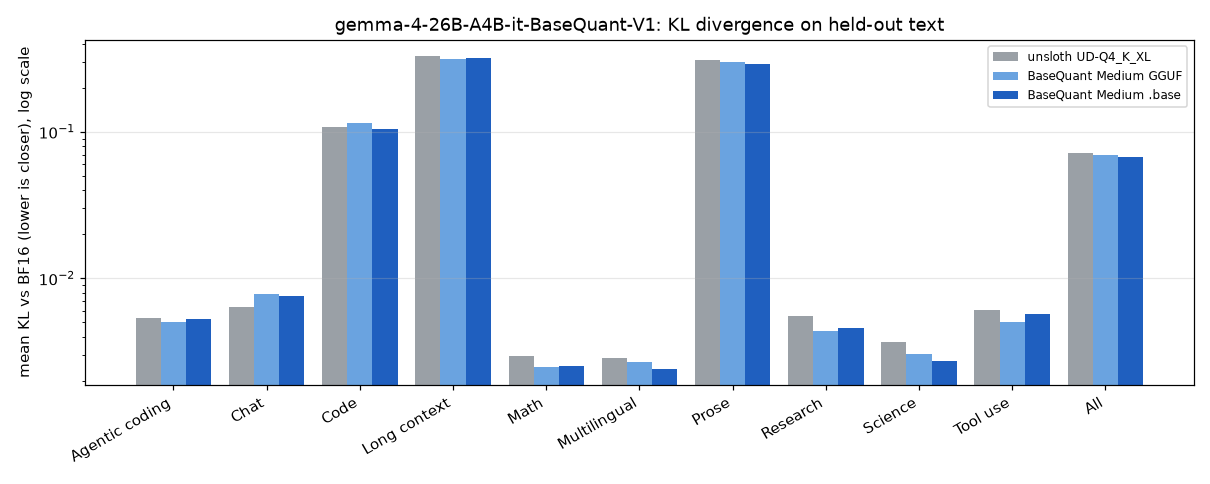 gemma-4-26B-A4B-it-BaseQuant-V1: KL divergence on held-out text
mean KL vs BF16 (lower is closer), log scale
10⁻¹
10⁻²
unsloth UD-Q4_K_XL
BaseQuant Medium GGUF
BaseQuant Medium .base
Agentic coding
Chat
Code
Long context
Math
Multilingual
Prose
Research
Science
Tool use
All